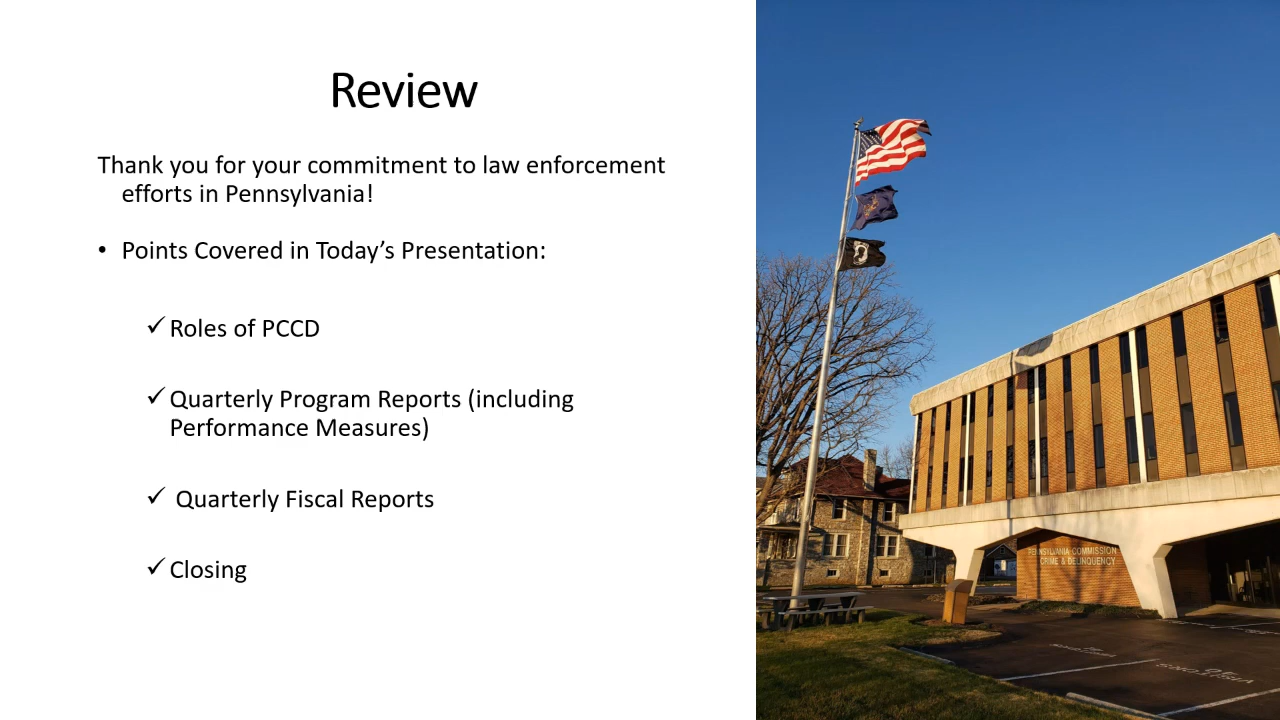 Review
Thank you for your commitment to law enforcement
efforts in Pennsylvania!
• Points Covered in Today’s Presentation:
✓ Roles of PCCD
✓ Quarterly Program Reports (including
Performance Measures)
✓ Quarterly Fiscal Reports
✓ Closing
PENNSYLVANIA COMMISSION
CRIME & DELINQUENCY